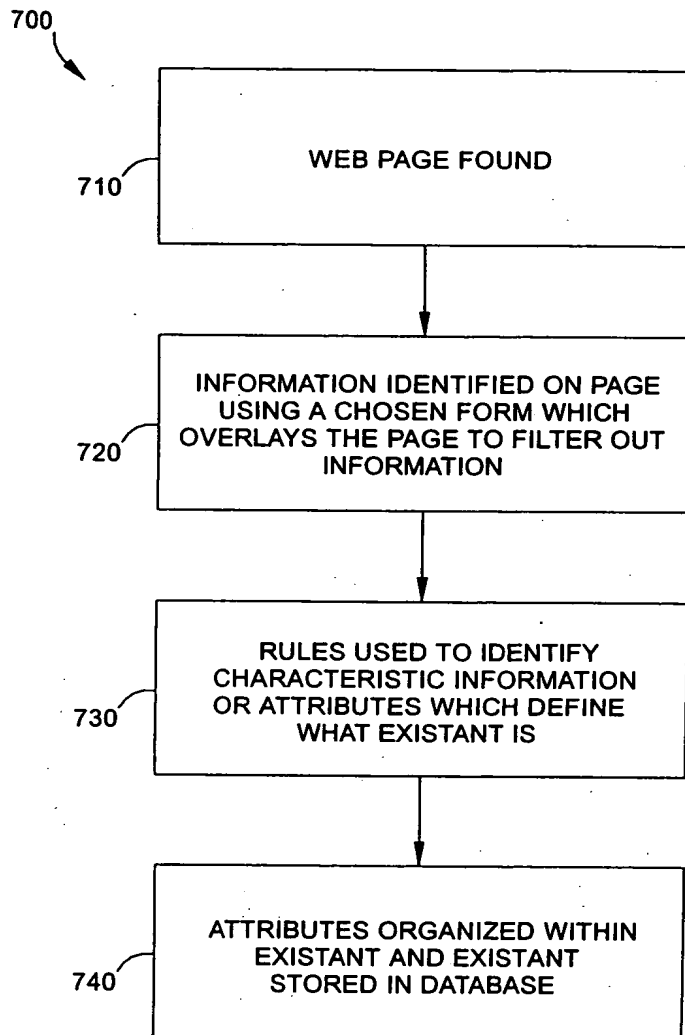 700
WEB PAGE FOUND
710
INFORMATION IDENTIFIED ON PAGE
USING A CHOSEN FORM WHICH
OVERLAYS THE PAGE TO FILTER OUT
INFORMATION
720
RULES USED TO IDENTIFY
CHARACTERISTIC INFORMATION
OR ATTRIBUTES WHICH DEFINE
WHAT EXISTANT IS
730
ATTRIBUTES ORGANIZED WITHIN
EXISTANT AND EXISTANT
STORED IN DATABASE
740